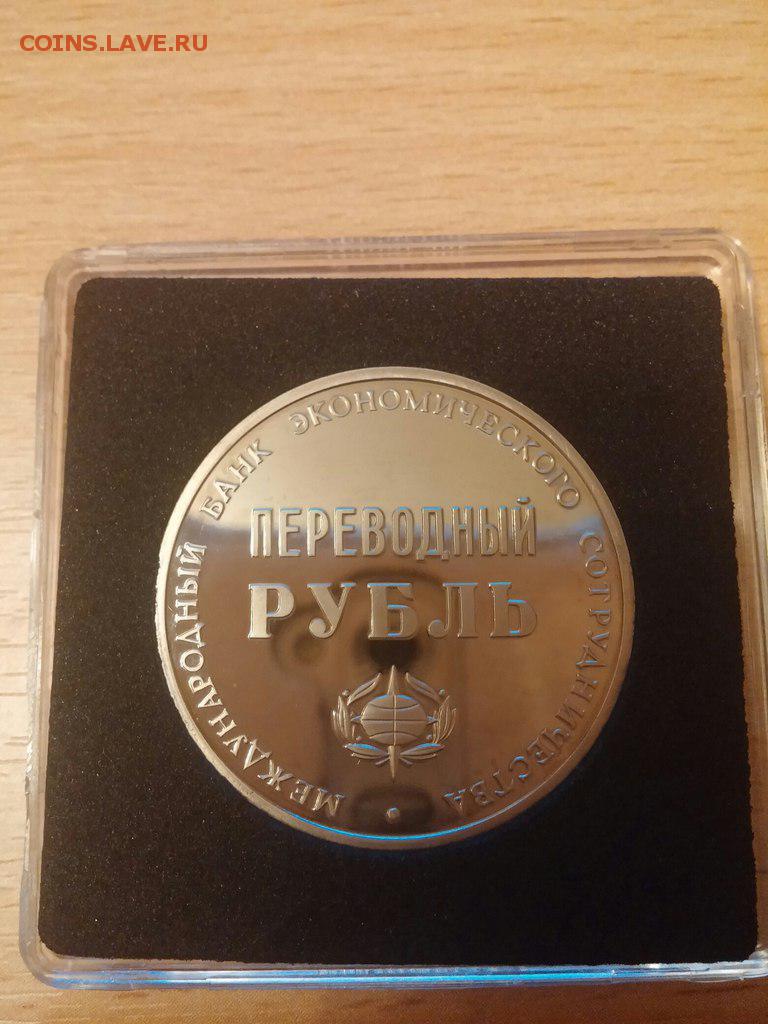 COINS.LAVE.RU
МЕЖДУНАРОДНЫЙ БАНК ЭКОНОМИЧЕСКОГО СОТРУДНИЧЕСТВА
ПЕРЕВОДНЫЙ
РУБЛЬ